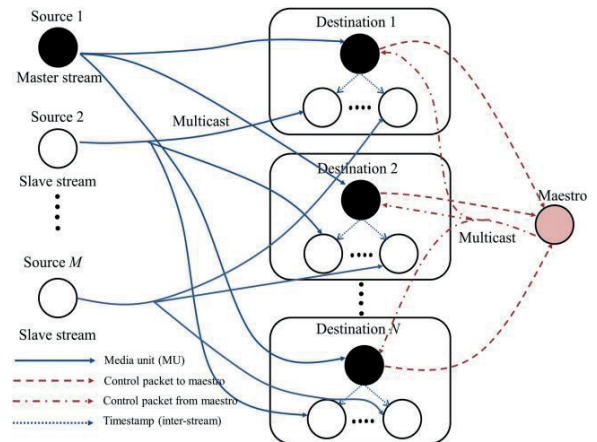 Source 1
Master stream
Source 2
Slave stream
Source M
Slave stream
Multicast
Destination 1
Destination 2
Destination N
Maestro
Multicast
Media unit (MU)
Control packet to maestro
Control packet from maestro
Timestamp (inter-stream)